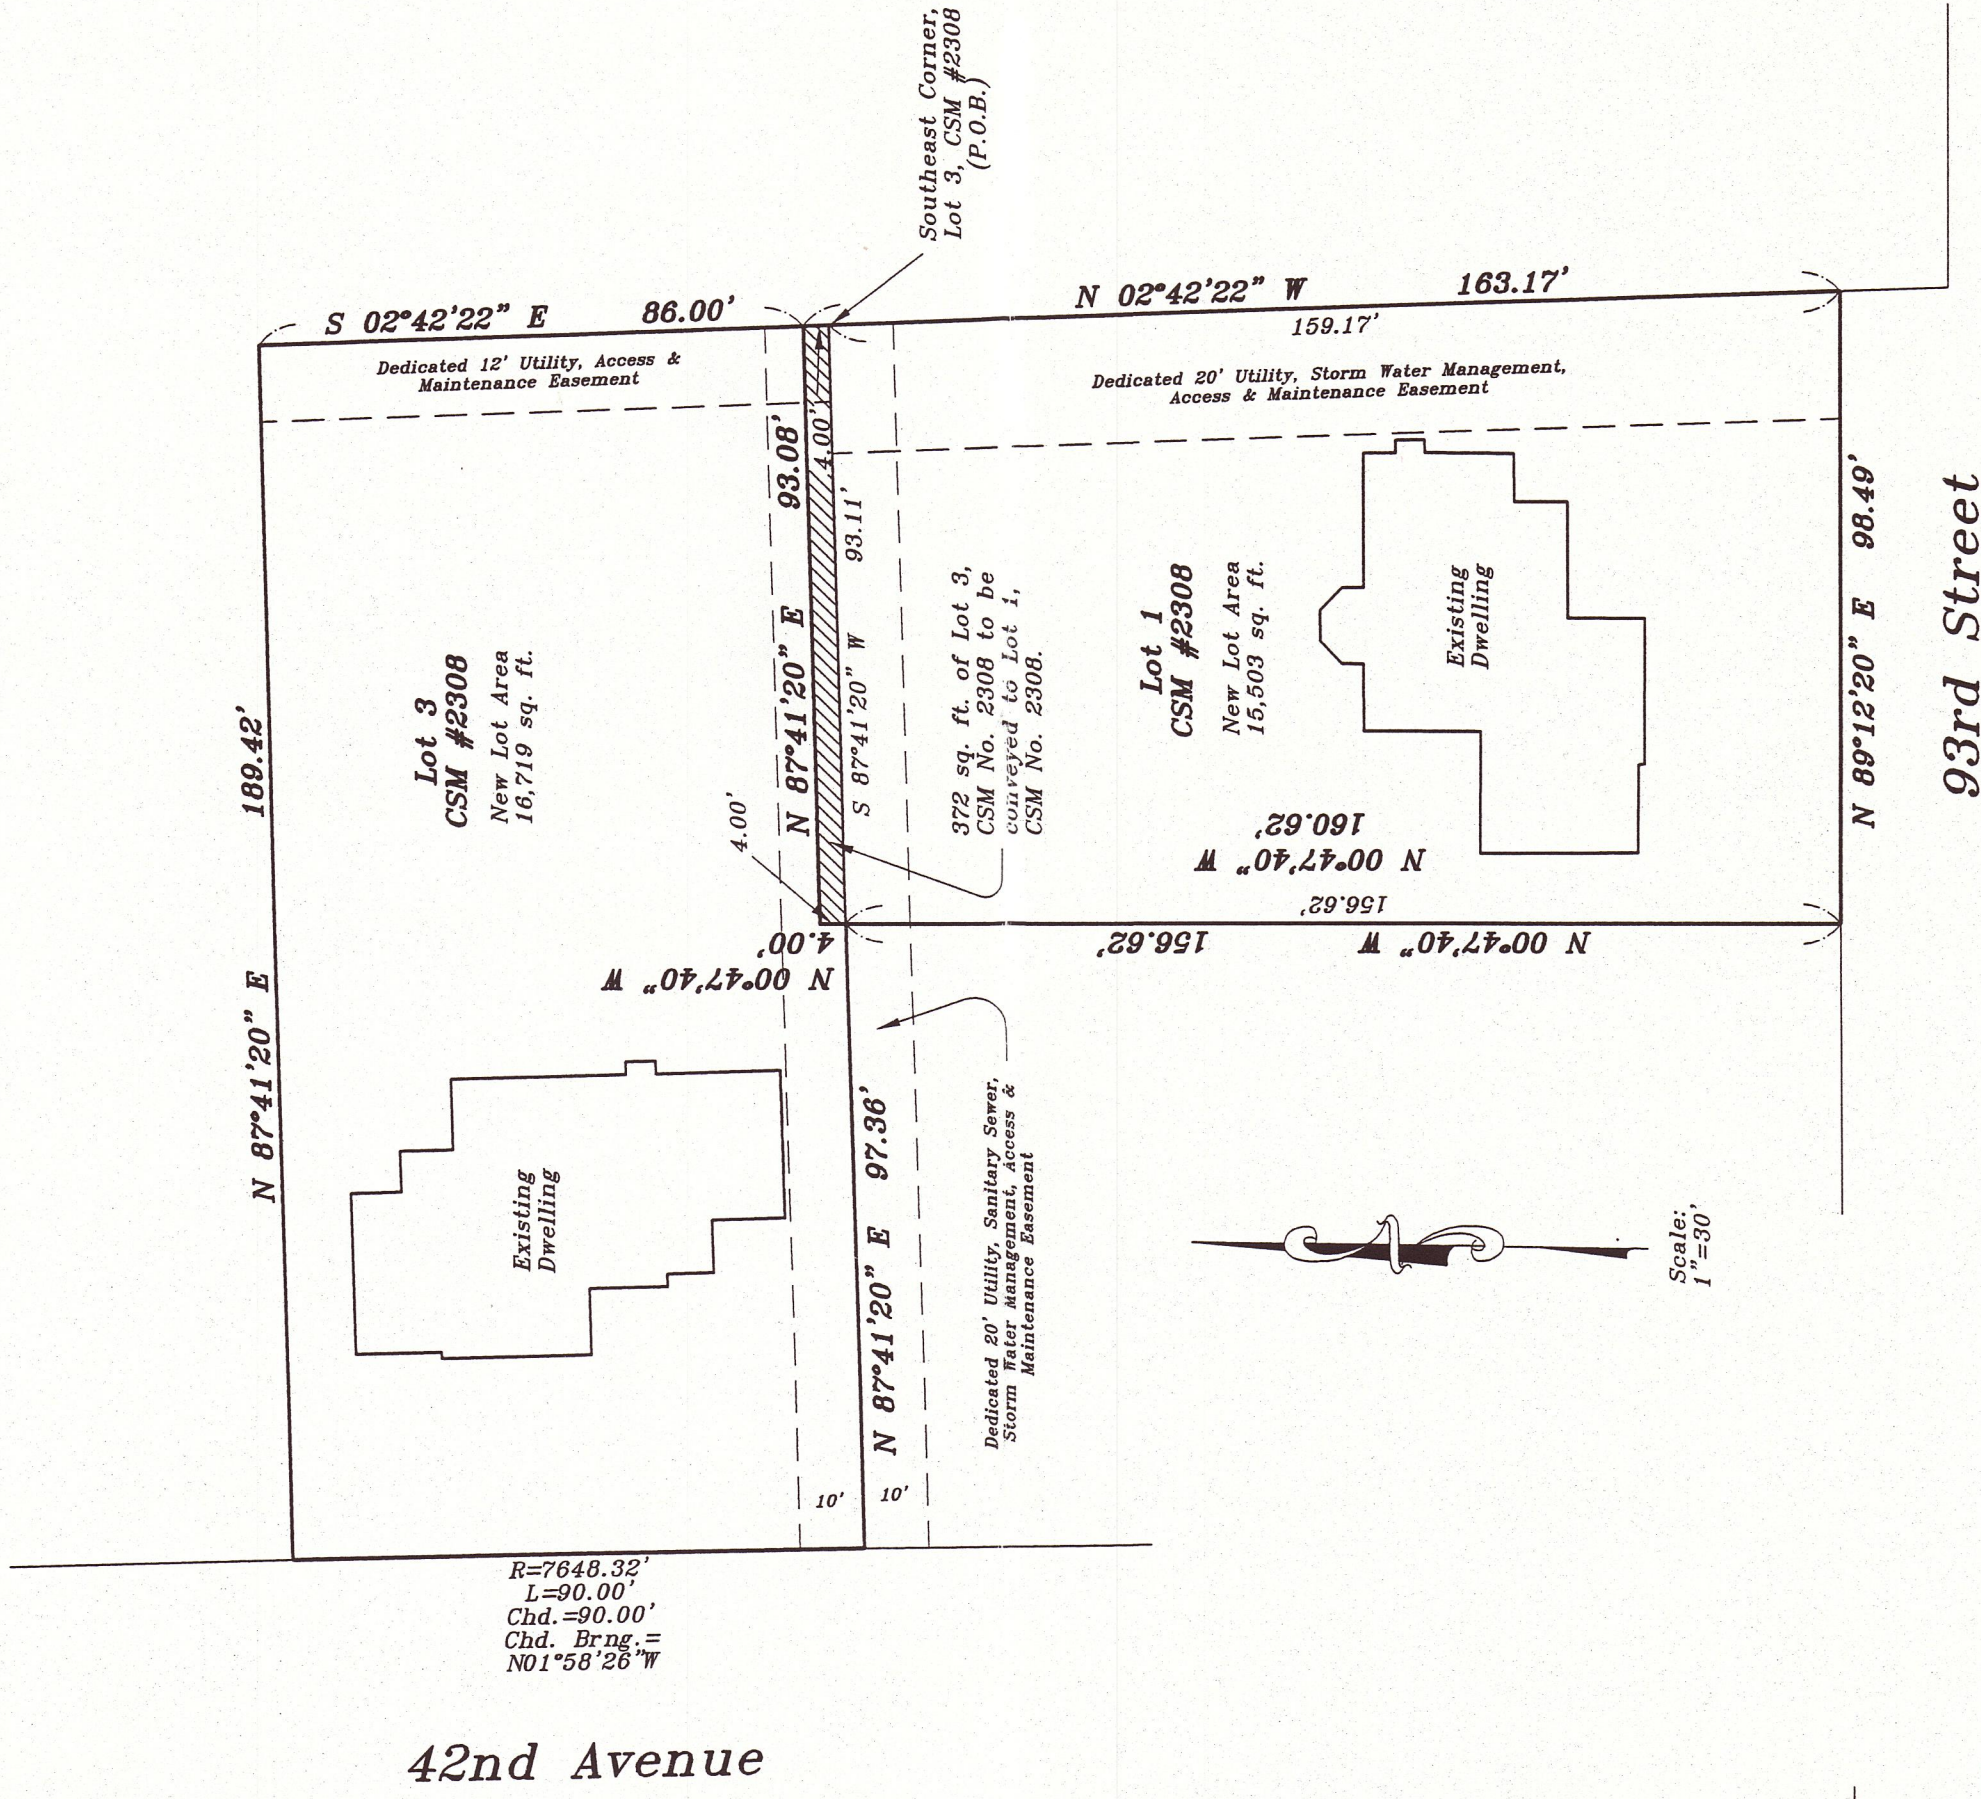 Southeast Corner,
Lot 3, CSM #2308
(P.O.B.)
S 02°42'22" E 86.00'
N 02°42'22" W 163.17'
159.17'
Dedicated 12' Utility, Access &
Maintenance Easement
Dedicated 20' Utility, Storm Water Management,
Access & Maintenance Easement
N 87°41'20" E 189.42'
Lot 3
CSM #2308
New Lot Area
16,719 sq. ft.
4.00'
N 87°41'20" E 93.08'
4.00'
S 87°41'20" W 93.11'
372 sq. ft. of Lot 3,
CSM No. 2308 to be
conveyed to Lot 1,
CSM No. 2308.
Lot 1
CSM #2308
New Lot Area
15,503 sq. ft.
Existing
Dwelling
N 00°47'40" W
160.62'
156.62'
N 00°47'40" W 156.62'
N 89°12'20" E 98.49'
93rd Street
N 00°47'40" W
4.00'
Existing
Dwelling
N 87°41'20" E 97.36'
Dedicated 20' Utility, Sanitary Sewer,
Storm Water Management, Access &
Maintenance Easement
10' 10'
N
Scale:
1"=30'
R=7648.32'
L=90.00'
Chd.=90.00'
Chd. Brng.=
N01°58'26"W
42nd Avenue